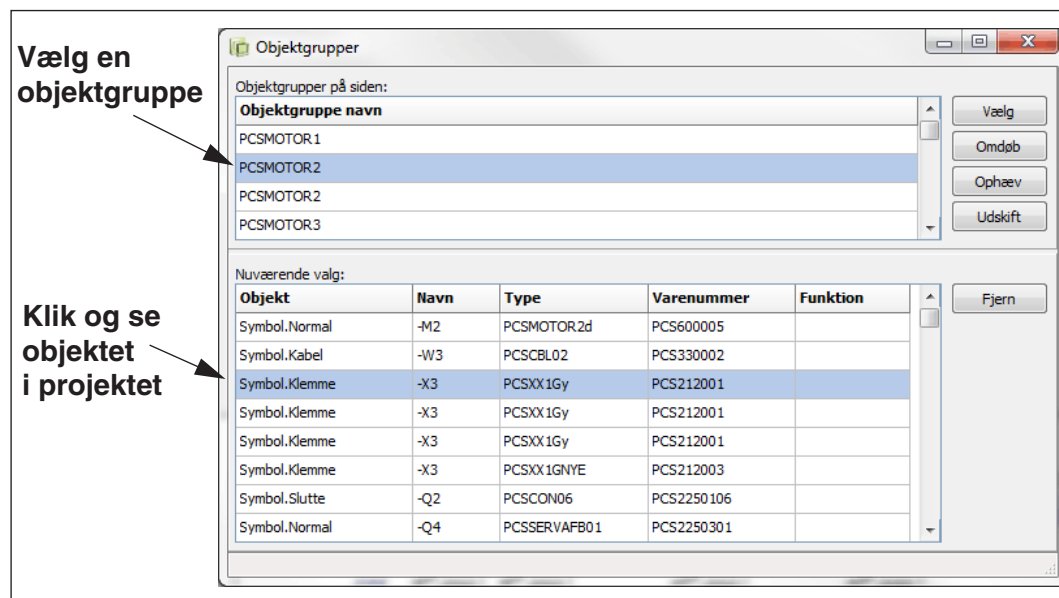 Vælg en
objektgruppe
Objektgrupper
Objektgrupper på siden:
Objektgruppe navn
PCSMOTOR1
PCSMOTOR2
PCSMOTOR2
PCSMOTOR3
Vælg
Omdøb
Ophæv
Udskift
Klik og se
objektet
i projektet
Nuværende valg:
Objekt Navn Type Varenummer Funktion
Symbol.Normal -M2 PCSMOTOR2d PCS600005
Symbol.Kabel -W3 PCSCBL02 PCS330002
Symbol.Klemme -X3 PCSXX1Gy PCS212001
Symbol.Klemme -X3 PCSXX1Gy PCS212001
Symbol.Klemme -X3 PCSXX1Gy PCS212001
Symbol.Klemme -X3 PCSXX1GNYE PCS212003
Symbol.Slutte -Q2 PCSCON06 PCS2250106
Symbol.Normal -Q4 PCSSERVAFB01 PCS2250301
Fjern